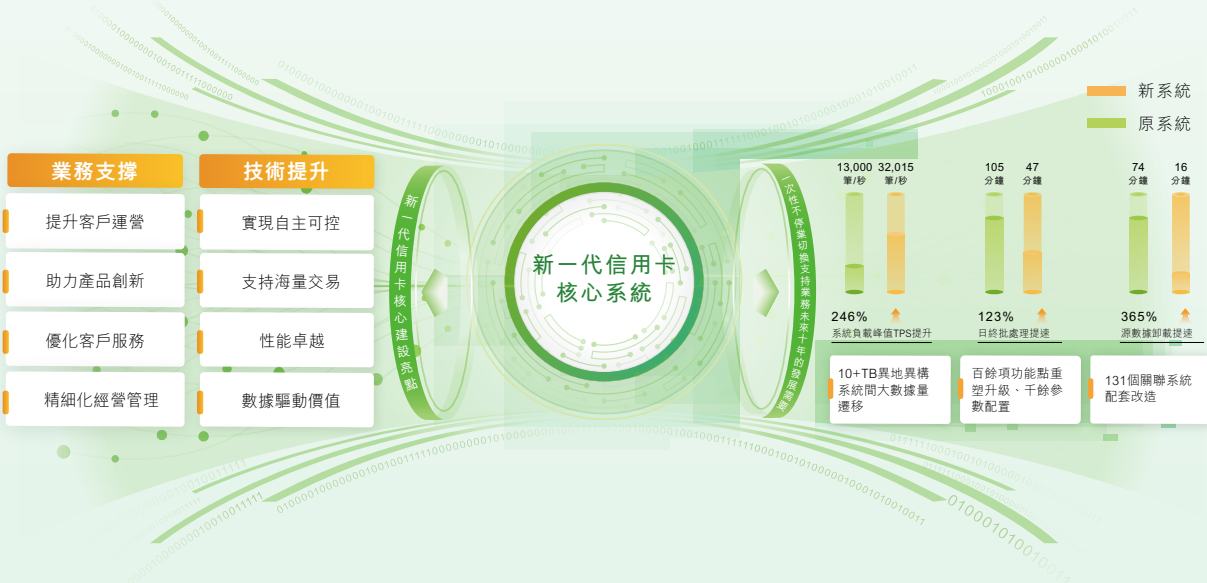 業務支撐
提升客戶運營
助力產品創新
優化客戶服務
精細化經營管理
技術提升
實現自主可控
支持海量交易
性能卓越
數據驅動價值
新一代信用卡核心建設亮點
新一代信用卡
核心系統
一次性不停業切換支持業務未來十年的發展需要
新系統
原系統
13,000
筆/秒
32,015
筆/秒
246%
系統負載峰值TPS提升
105
分鐘
47
分鐘
123%
日終批處理提速
74
分鐘
16
分鐘
365%
源數據卸載提速
10+TB異地異構
系統間大數據量
遷移
百餘項功能點重
塑升級、千餘參
數配置
131個關聯系統
配套改造